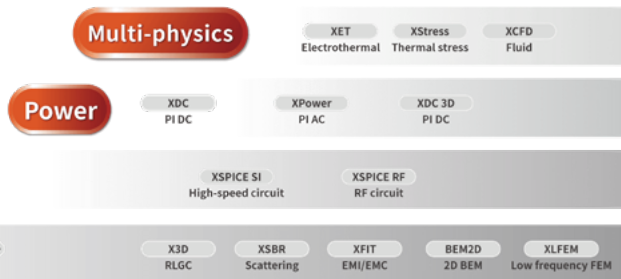 Multi-physics
XET XStress XCFD
Electrothermal Thermal stress Fluid
Power
XDC XPower XDC 3D
PI DC PI AC PI DC
XSPICE SI XSPICE RF
High-speed circuit RF circuit
X3D XSBR XFIT BEM2D XLFEM
RLGC Scattering EMI/EMC 2D BEM Low frequency FEM